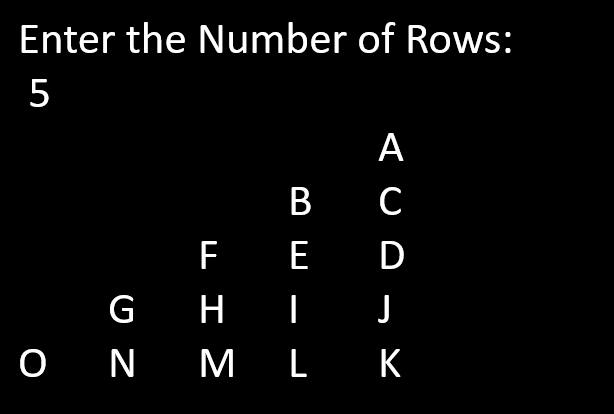 Enter the Number of Rows:
5
A
B C
F E D
G H I J
O N M L K